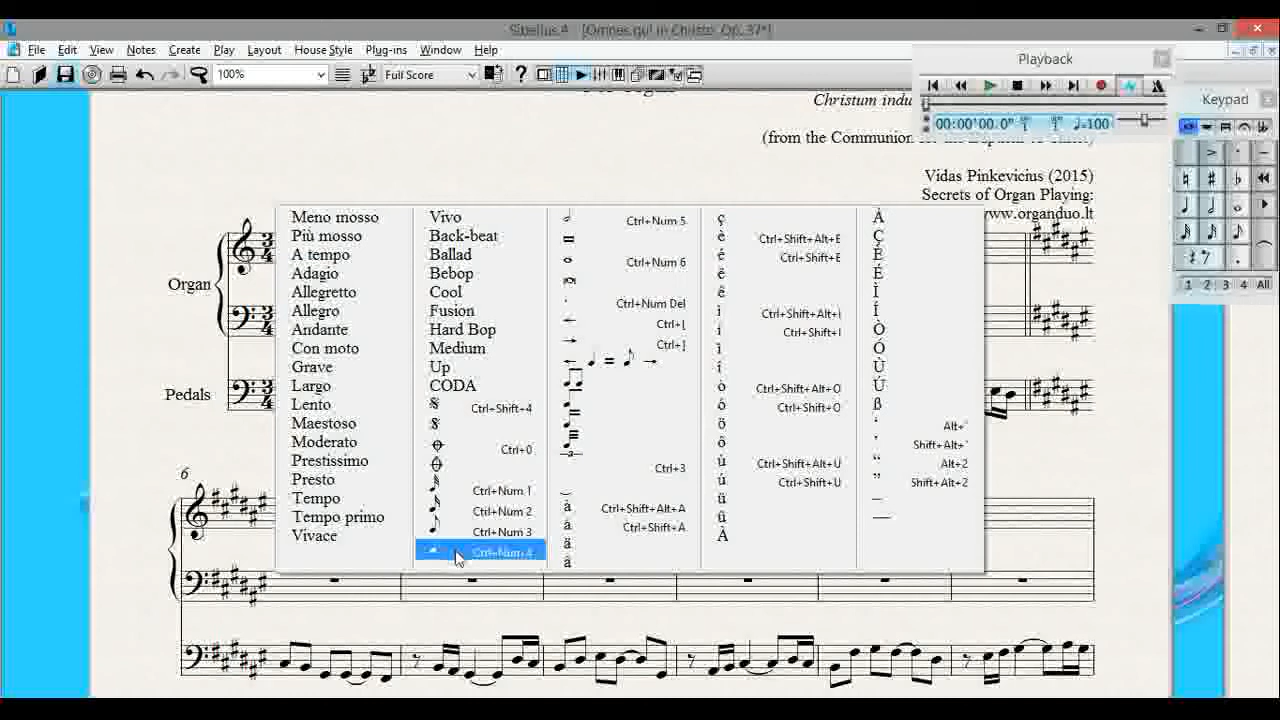 Sibelius 4 - [Omnes qui in Christo, Op. 37*]
File Edit View Notes Create Play Layout House Style Plug-ins Window Help
100% Full Score
Playback
00:00'00.0" ♩=100
Keypad
1 2 3 4 All
(from the Communion
Vidas Pinkevicius (2015)
Secrets of Organ Playing:
www.organduo.lt
Organ
Pedals
6
Meno mosso
Più mosso
A tempo
Adagio
Allegretto
Allegro
Andante
Con moto
Grave
Largo
Lento
Maestoso
Moderato
Prestissimo
Presto
Tempo
Tempo primo
Vivace
Vivo
Back-beat
Ballad
Bebop
Cool
Fusion
Hard Bop
Medium
Up
CODA
Ctrl+Shift+4
Ctrl+0
Ctrl+Num 1
Ctrl+Num 2
Ctrl+Num 3
Ctrl+Num 4
Ctrl+Num 5
Ctrl+Num 6
Ctrl+Num Del
Ctrl+[
Ctrl+]
Ctrl+3
à Ctrl+Shift+Alt+A
á Ctrl+Shift+A
ä
â
ç
è Ctrl+Shift+Alt+E
é Ctrl+Shift+E
ë
ê
ì Ctrl+Shift+Alt+I
í Ctrl+Shift+I
ò Ctrl+Shift+Alt+O
ó Ctrl+Shift+O
ö
ô
ù Ctrl+Shift+Alt+U
ú Ctrl+Shift+U
ü
û
À
Ç
È
É
Ì
Í
Ò
Ó
Ù
Ú
ß
‘ Alt+'
’ Shift+Alt+'
“ Alt+2
” Shift+Alt+2
–
—